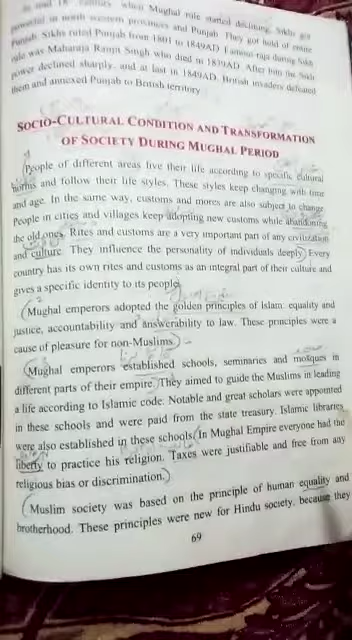 when Mughal rule started declining, Sikhs got
powerful in north western provinces and Punjab. They got hold of entire
Punjab. Sikhs ruled Punjab from 1801 to 1849AD. Famous raja during Sikh
rule was Maharaja Ranjit Singh who died in 1839AD. After him the Sikh
power declined sharply, and at last in 1849AD, British invaders defeated
them and annexed Punjab to British territory.
SOCIO-CULTURAL CONDITION AND TRANSFORMATION
OF SOCIETY DURING MUGHAL PERIOD
People of different areas live their life according to specific cultural
norms and follow their life styles. These styles keep changing with time
and age. In the same way, customs and mores are also subject to change.
People in cities and villages keep adopting new customs while abandoning
the old ones. Rites and customs are a very important part of any civilization
and culture. They influence the personality of individuals deeply. Every
country has its own rites and customs as an integral part of their culture and
gives a specific identity to its people.
Mughal emperors adopted the golden principles of Islam: equality and
justice, accountability and answerability to law. These principles were a
cause of pleasure for non-Muslims.
Mughal emperors established schools, seminaries and mosques in
different parts of their empire. They aimed to guide the Muslims in leading
a life according to Islamic code. Notable and great scholars were appointed
in these schools and were paid from the state treasury. Islamic libraries
were also established in these schools. In Mughal Empire everyone had the
liberty to practice his religion. Taxes were justifiable and free from any
religious bias or discrimination.
Muslim society was based on the principle of human equality and
brotherhood. These principles were new for Hindu society, because they
69